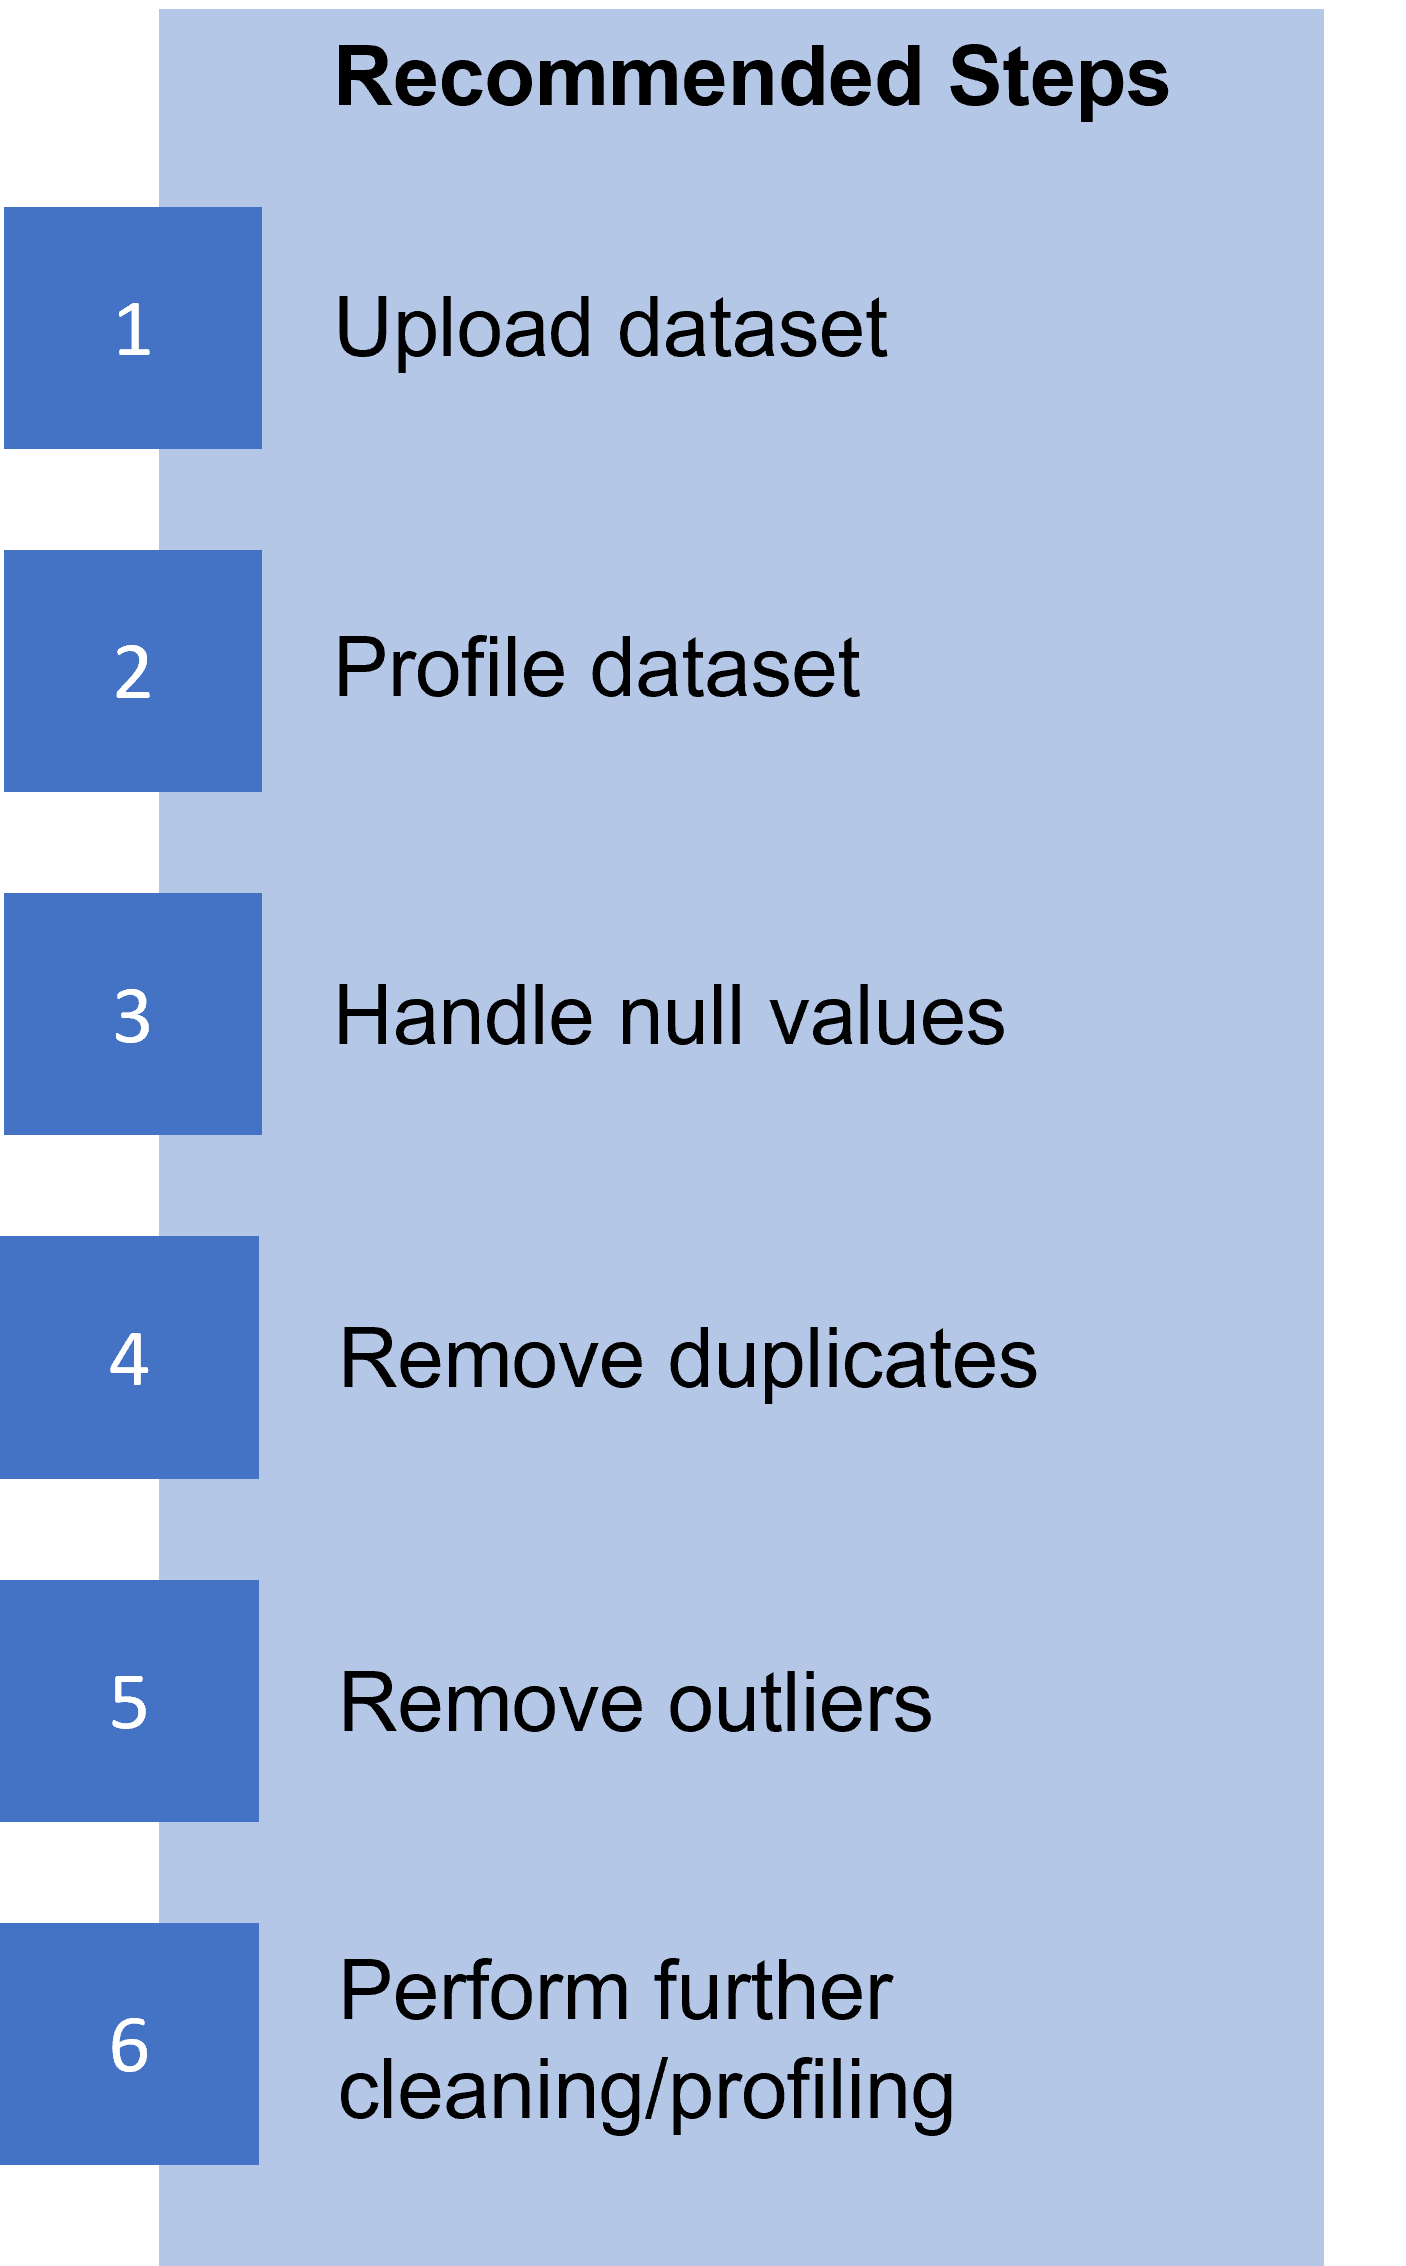 Recommended Steps
1
Upload dataset
2
Profile dataset
3
Handle null values
4
Remove duplicates
5
Remove outliers
6
Perform further
cleaning/profiling